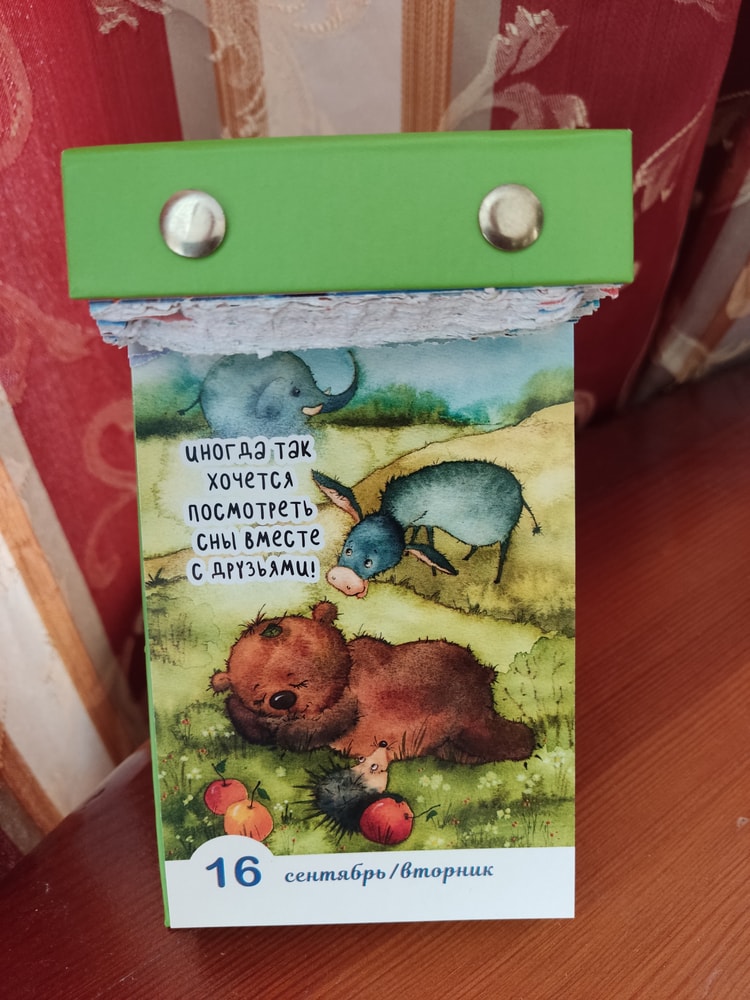 иногда так
хочется
посмотреть
сны вместе
с друзьями!
16 сентябрь/вторник